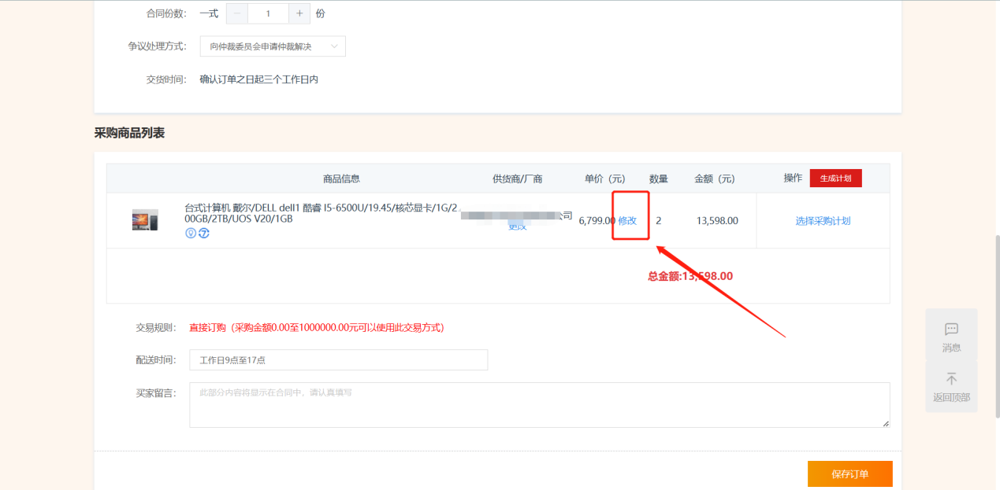 合同份数： 一式 － 1 + 份
争议处理方式： 向仲裁委员会申请仲裁解决
交货时间： 确认订单之日起三个工作日内
采购商品列表
商品信息 供货商/厂商 单价（元） 数量 金额（元） 操作 生成计划
台式计算机 戴尔/DELL dell1 酷睿 I5-6500U/19.45/核芯显卡/1G/2
00GB/2TB/UOS V20/1GB
公司
更改
6,799.00 修改 2 13,598.00 选择采购计划
总金额:13,598.00
交易规则： 直接订购（采购金额0.00至1000000.00元可以使用此交易方式）
配送时间： 工作日9点至17点
买家留言： 此部分内容将显示在合同中，请认真填写
消息
返回顶部
保存订单